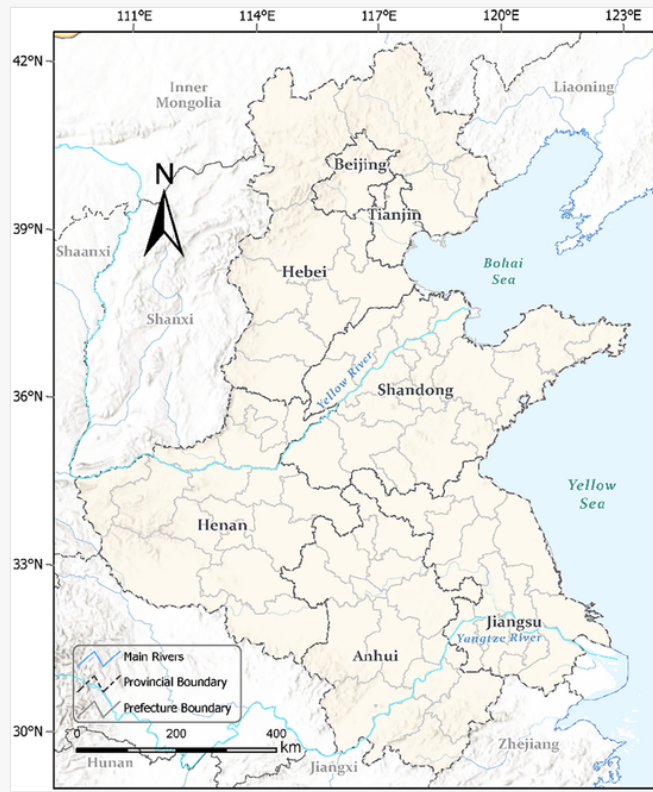 111°E 114°E 117°E 120°E 123°E
42°N
Inner
Mongolia
Liaoning
Beijing
N
Tianjin
39°N
Shaanxi
Hebei
Bohai
Sea
Shanxi
Yellow River
Shandong
36°N
Yellow
Sea
Henan
33°N
Jiangsu
Yangtze River
Anhui
Main Rivers
Provincial Boundary
Prefecture Boundary
30°N
0 200 400
km
Zhejiang
Hunan
Jiangxi